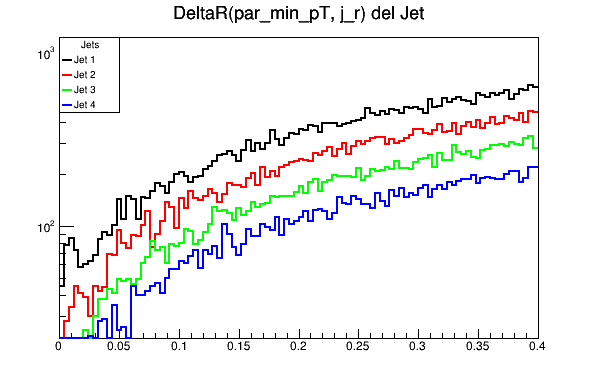 DeltaR(par_min_pT, j_r) del Jet
Jets
Jet 1
Jet 2
Jet 3
Jet 4
10³
10²
0 0.05 0.1 0.15 0.2 0.25 0.3 0.35 0.4